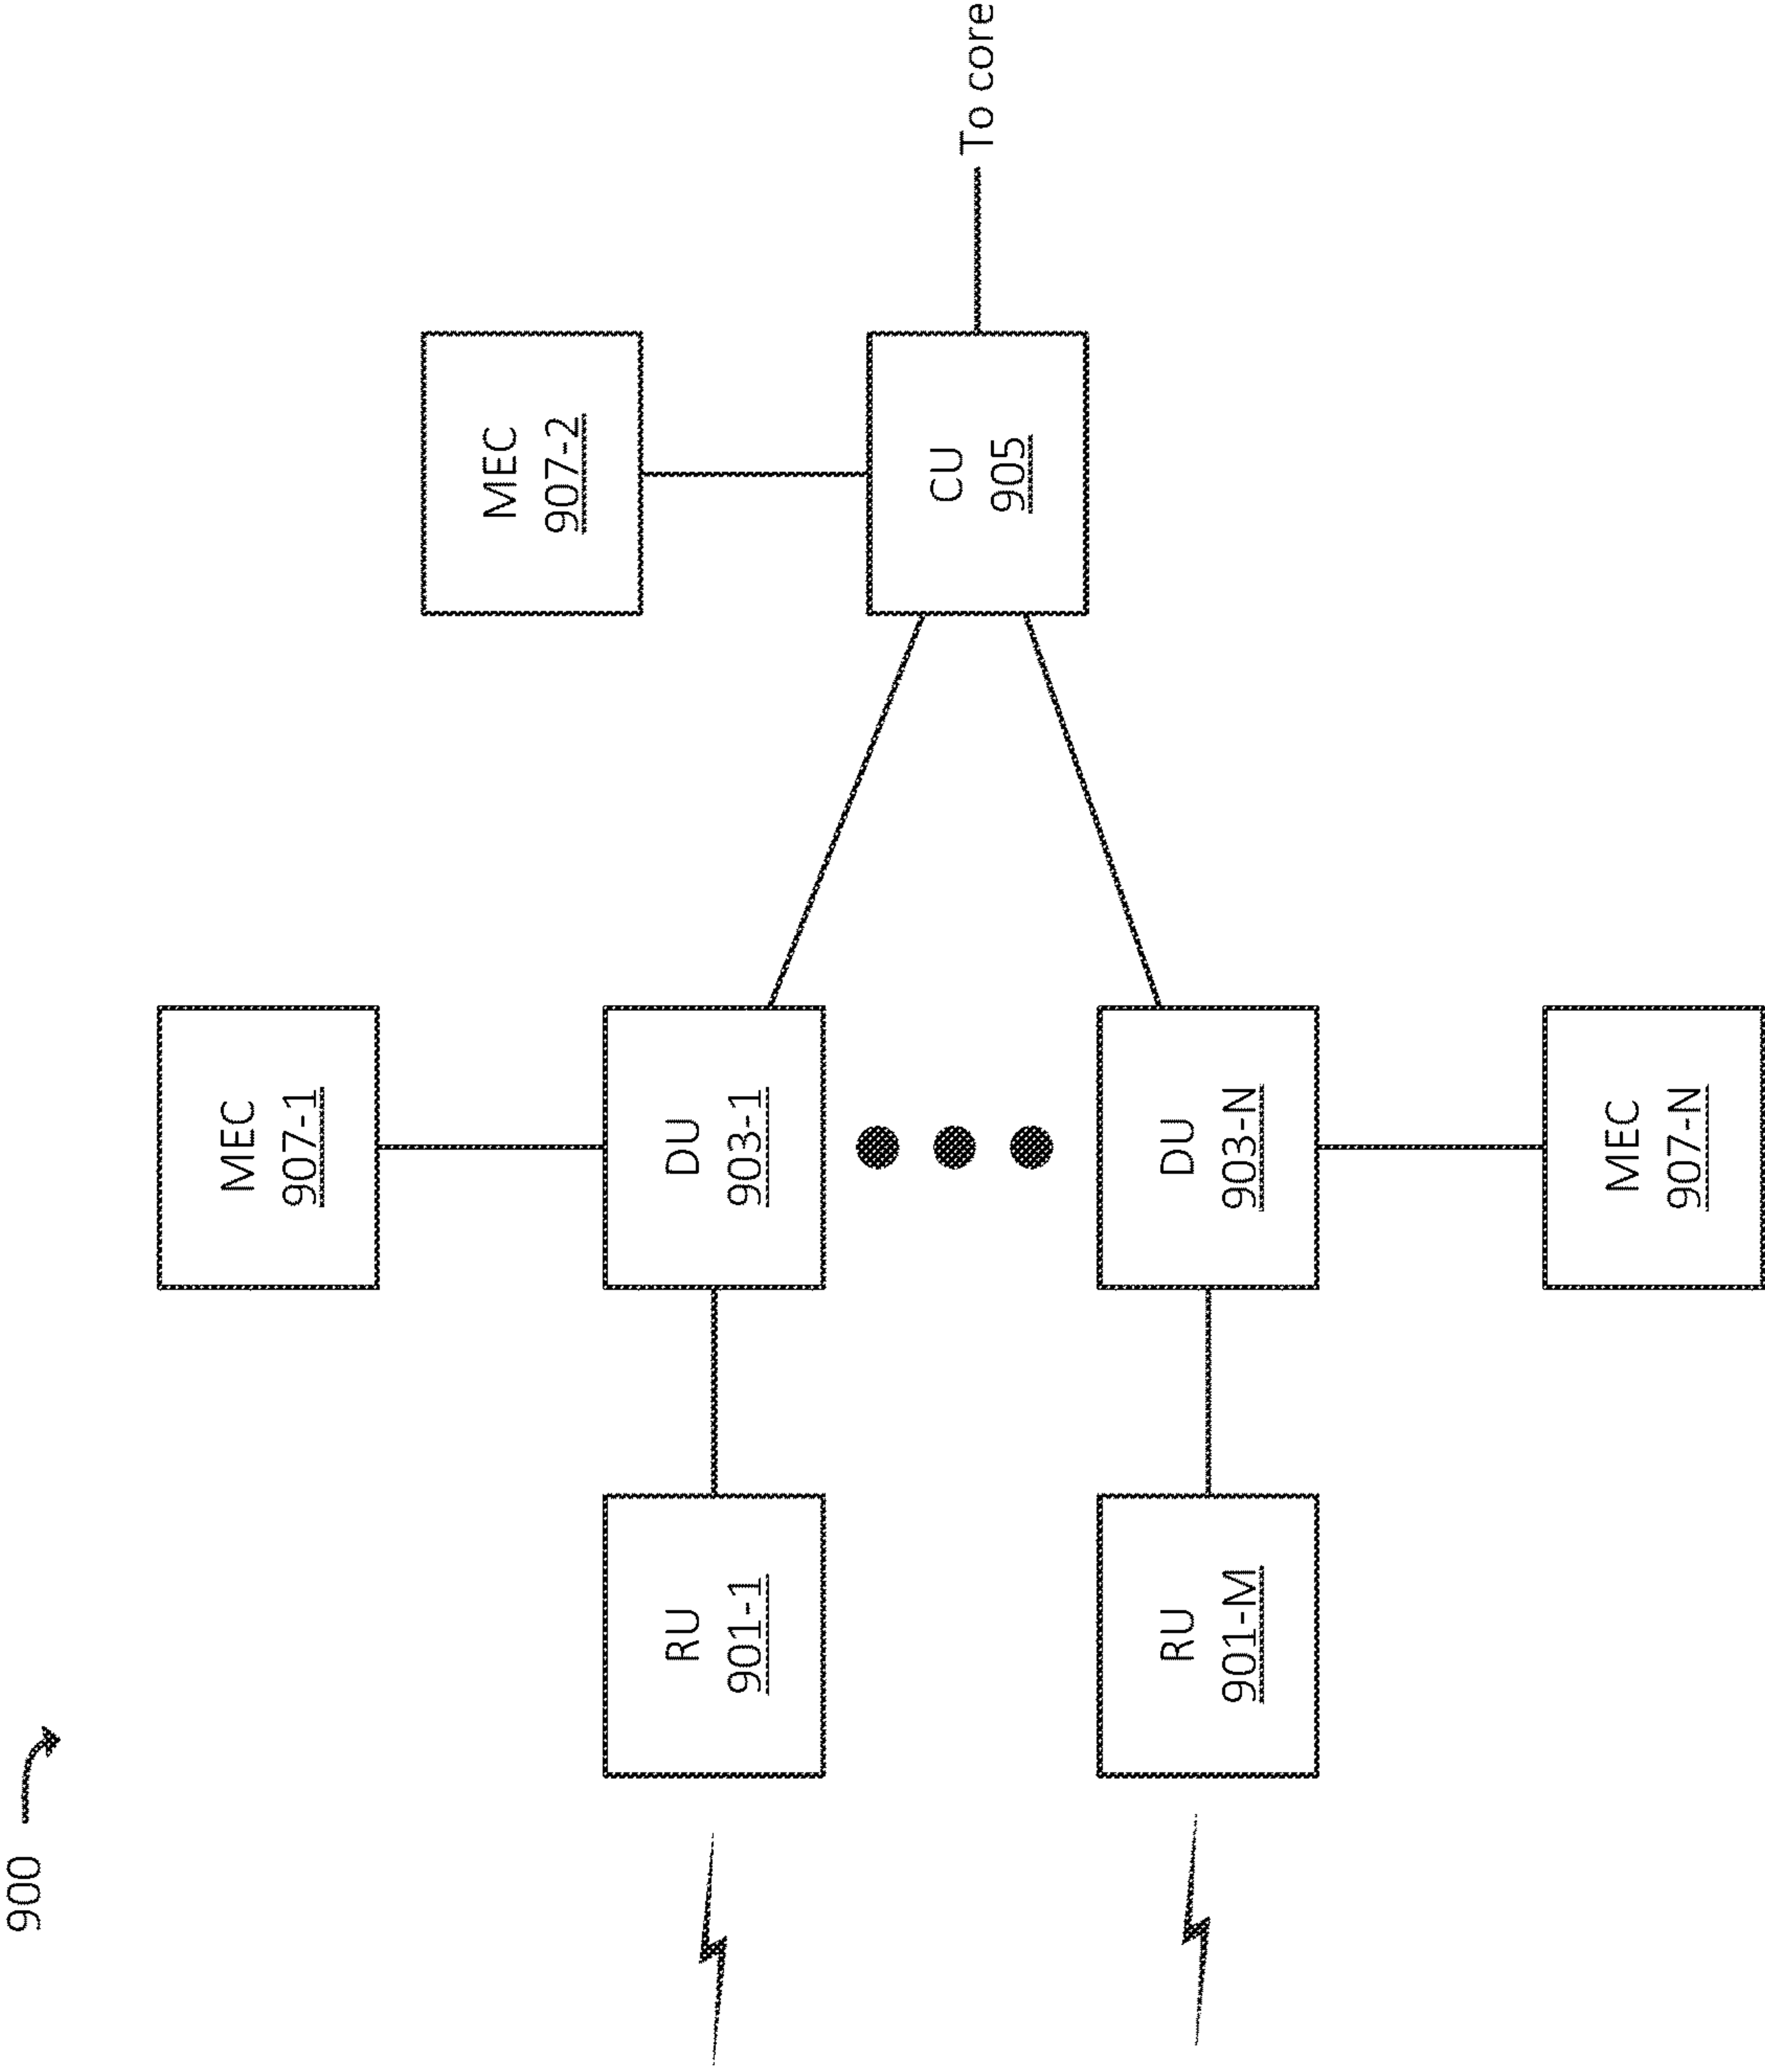 900
MEC
907-1
MEC
907-2
RU
901-1
DU
903-1
CU
905
To core
RU
901-M
DU
903-N
MEC
907-N